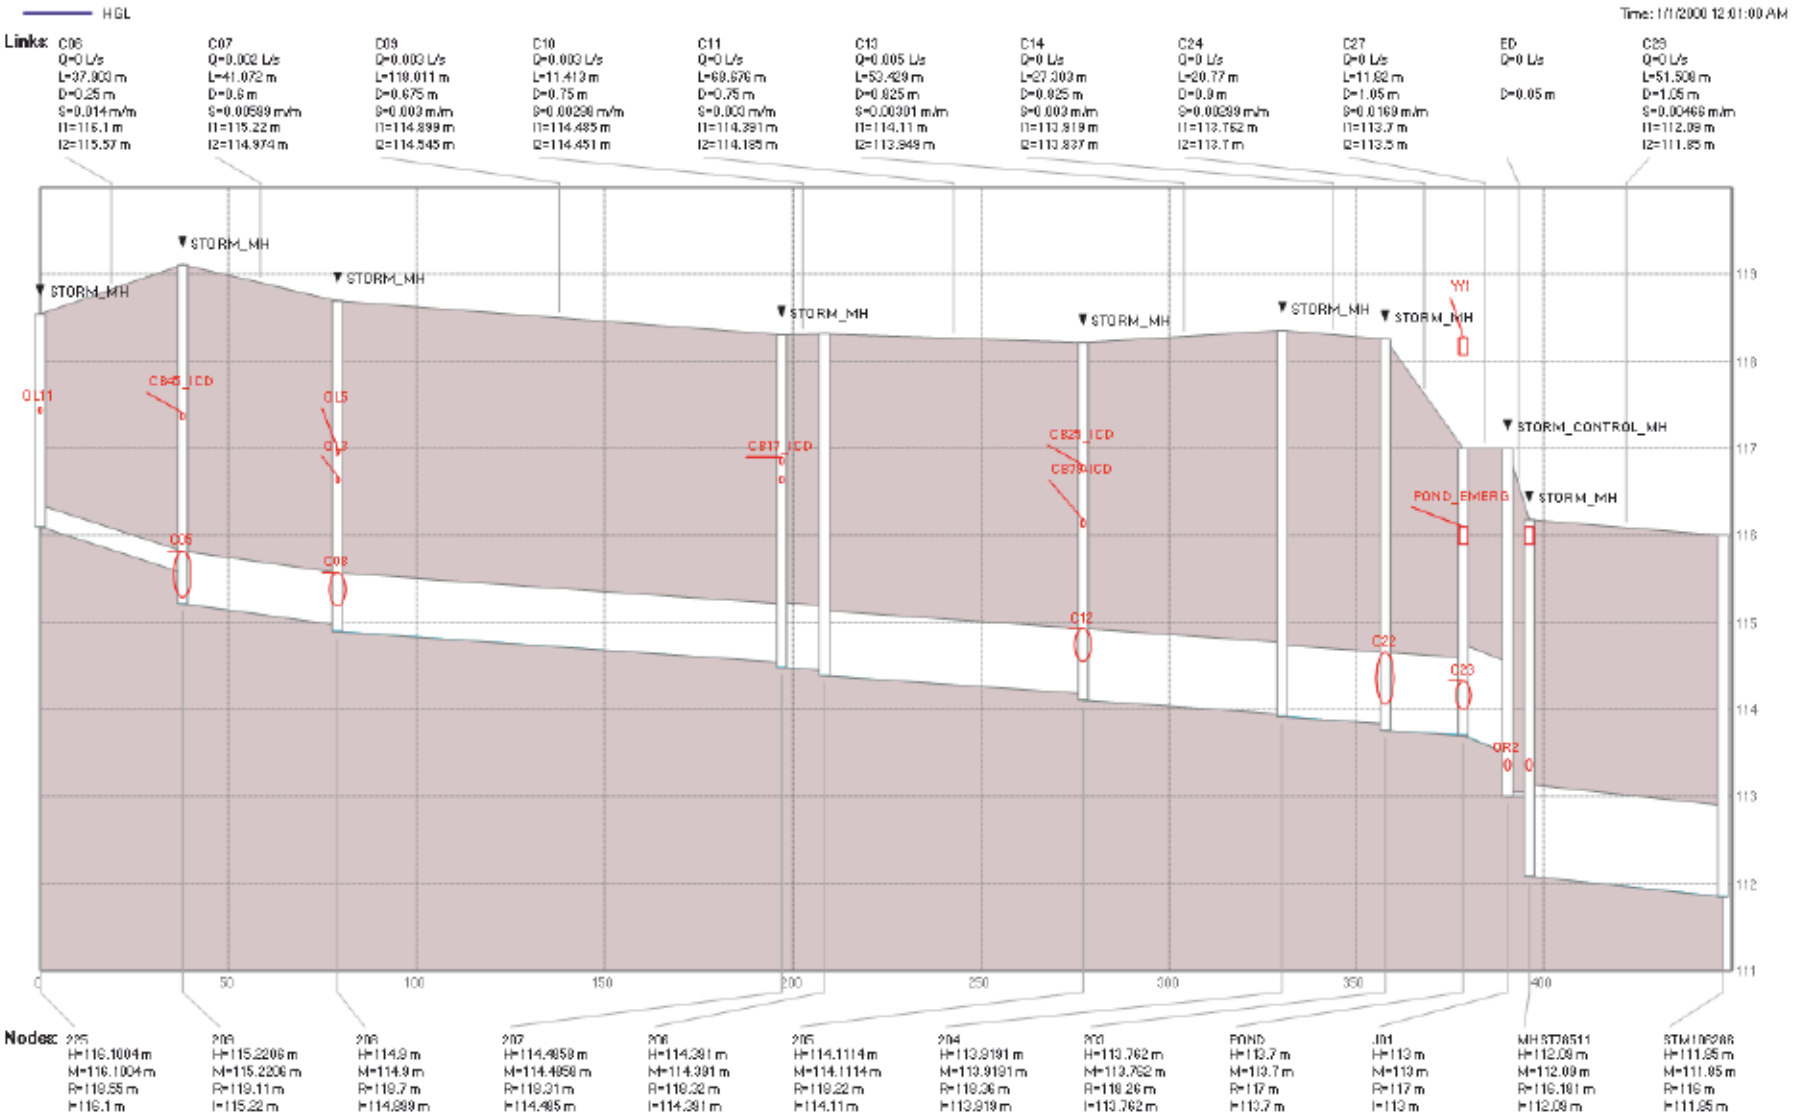 HGL
Time: 1/1/2000 12:01:00 AM
Links:
C06
Q=0 L/s
L=37.903 m
D=0.25 m
S=0.014 m/m
I1=116.1 m
I2=115.57 m
C07
Q=0.002 L/s
L=41.072 m
D=0.6 m
S=0.00599 m/m
I1=115.22 m
I2=114.974 m
C09
Q=0.003 L/s
L=118.011 m
D=0.675 m
S=0.003 m/m
I1=114.899 m
I2=114.545 m
C10
Q=0.003 L/s
L=11.413 m
D=0.75 m
S=0.00298 m/m
I1=114.485 m
I2=114.451 m
C11
Q=0 L/s
L=68.676 m
D=0.75 m
S=0.003 m/m
I1=114.391 m
I2=114.185 m
C13
Q=0.005 L/s
L=53.429 m
D=0.825 m
S=0.00301 m/m
I1=114.11 m
I2=113.949 m
C14
Q=0 L/s
L=27.303 m
D=0.825 m
S=0.003 m/m
I1=113.919 m
I2=113.837 m
C24
Q=0 L/s
L=20.77 m
D=0.9 m
S=0.00299 m/m
I1=113.762 m
I2=113.7 m
C27
Q=0 L/s
L=11.82 m
D=1.05 m
S=0.0169 m/m
I1=113.7 m
I2=113.5 m
ED
Q=0 L/s
D=0.05 m
C29
Q=0 L/s
L=51.508 m
D=1.05 m
S=0.00466 m/m
I1=112.09 m
I2=111.85 m
STORM_MH
STORM_MH
STORM_MH
STORM_MH
STORM_MH
STORM_MH
STORM_MH
STORM_CONTROL_MH
STORM_MH
YY1
OL11
CB45_ICD
OL5
OL3
CB17_ICD
CB25_ICD
CB79-ICD
POND_EMERG
C05
C08
C12
C22
C23
OR2
119
118
117
116
115
114
113
112
111
0
50
100
150
200
250
300
350
400
Nodes:
225
H=116.1004 m
M=116.1004 m
R=118.55 m
I=116.1 m
209
H=115.2206 m
M=115.2206 m
R=119.11 m
I=115.22 m
208
H=114.9 m
M=114.9 m
R=118.7 m
I=114.899 m
207
H=114.4858 m
M=114.4858 m
R=118.31 m
I=114.485 m
206
H=114.391 m
M=114.391 m
R=118.32 m
I=114.391 m
205
H=114.1114 m
M=114.1114 m
R=118.22 m
I=114.11 m
204
H=113.9191 m
M=113.9191 m
R=118.36 m
I=113.919 m
203
H=113.762 m
M=113.762 m
R=118.26 m
I=113.762 m
POND
H=113.7 m
M=113.7 m
R=117 m
I=113.7 m
J01
H=113 m
M=113 m
R=117 m
I=113 m
MHST78511
H=112.09 m
M=112.09 m
R=116.181 m
I=112.09 m
STM106286
H=111.85 m
M=111.85 m
R=116 m
I=111.85 m